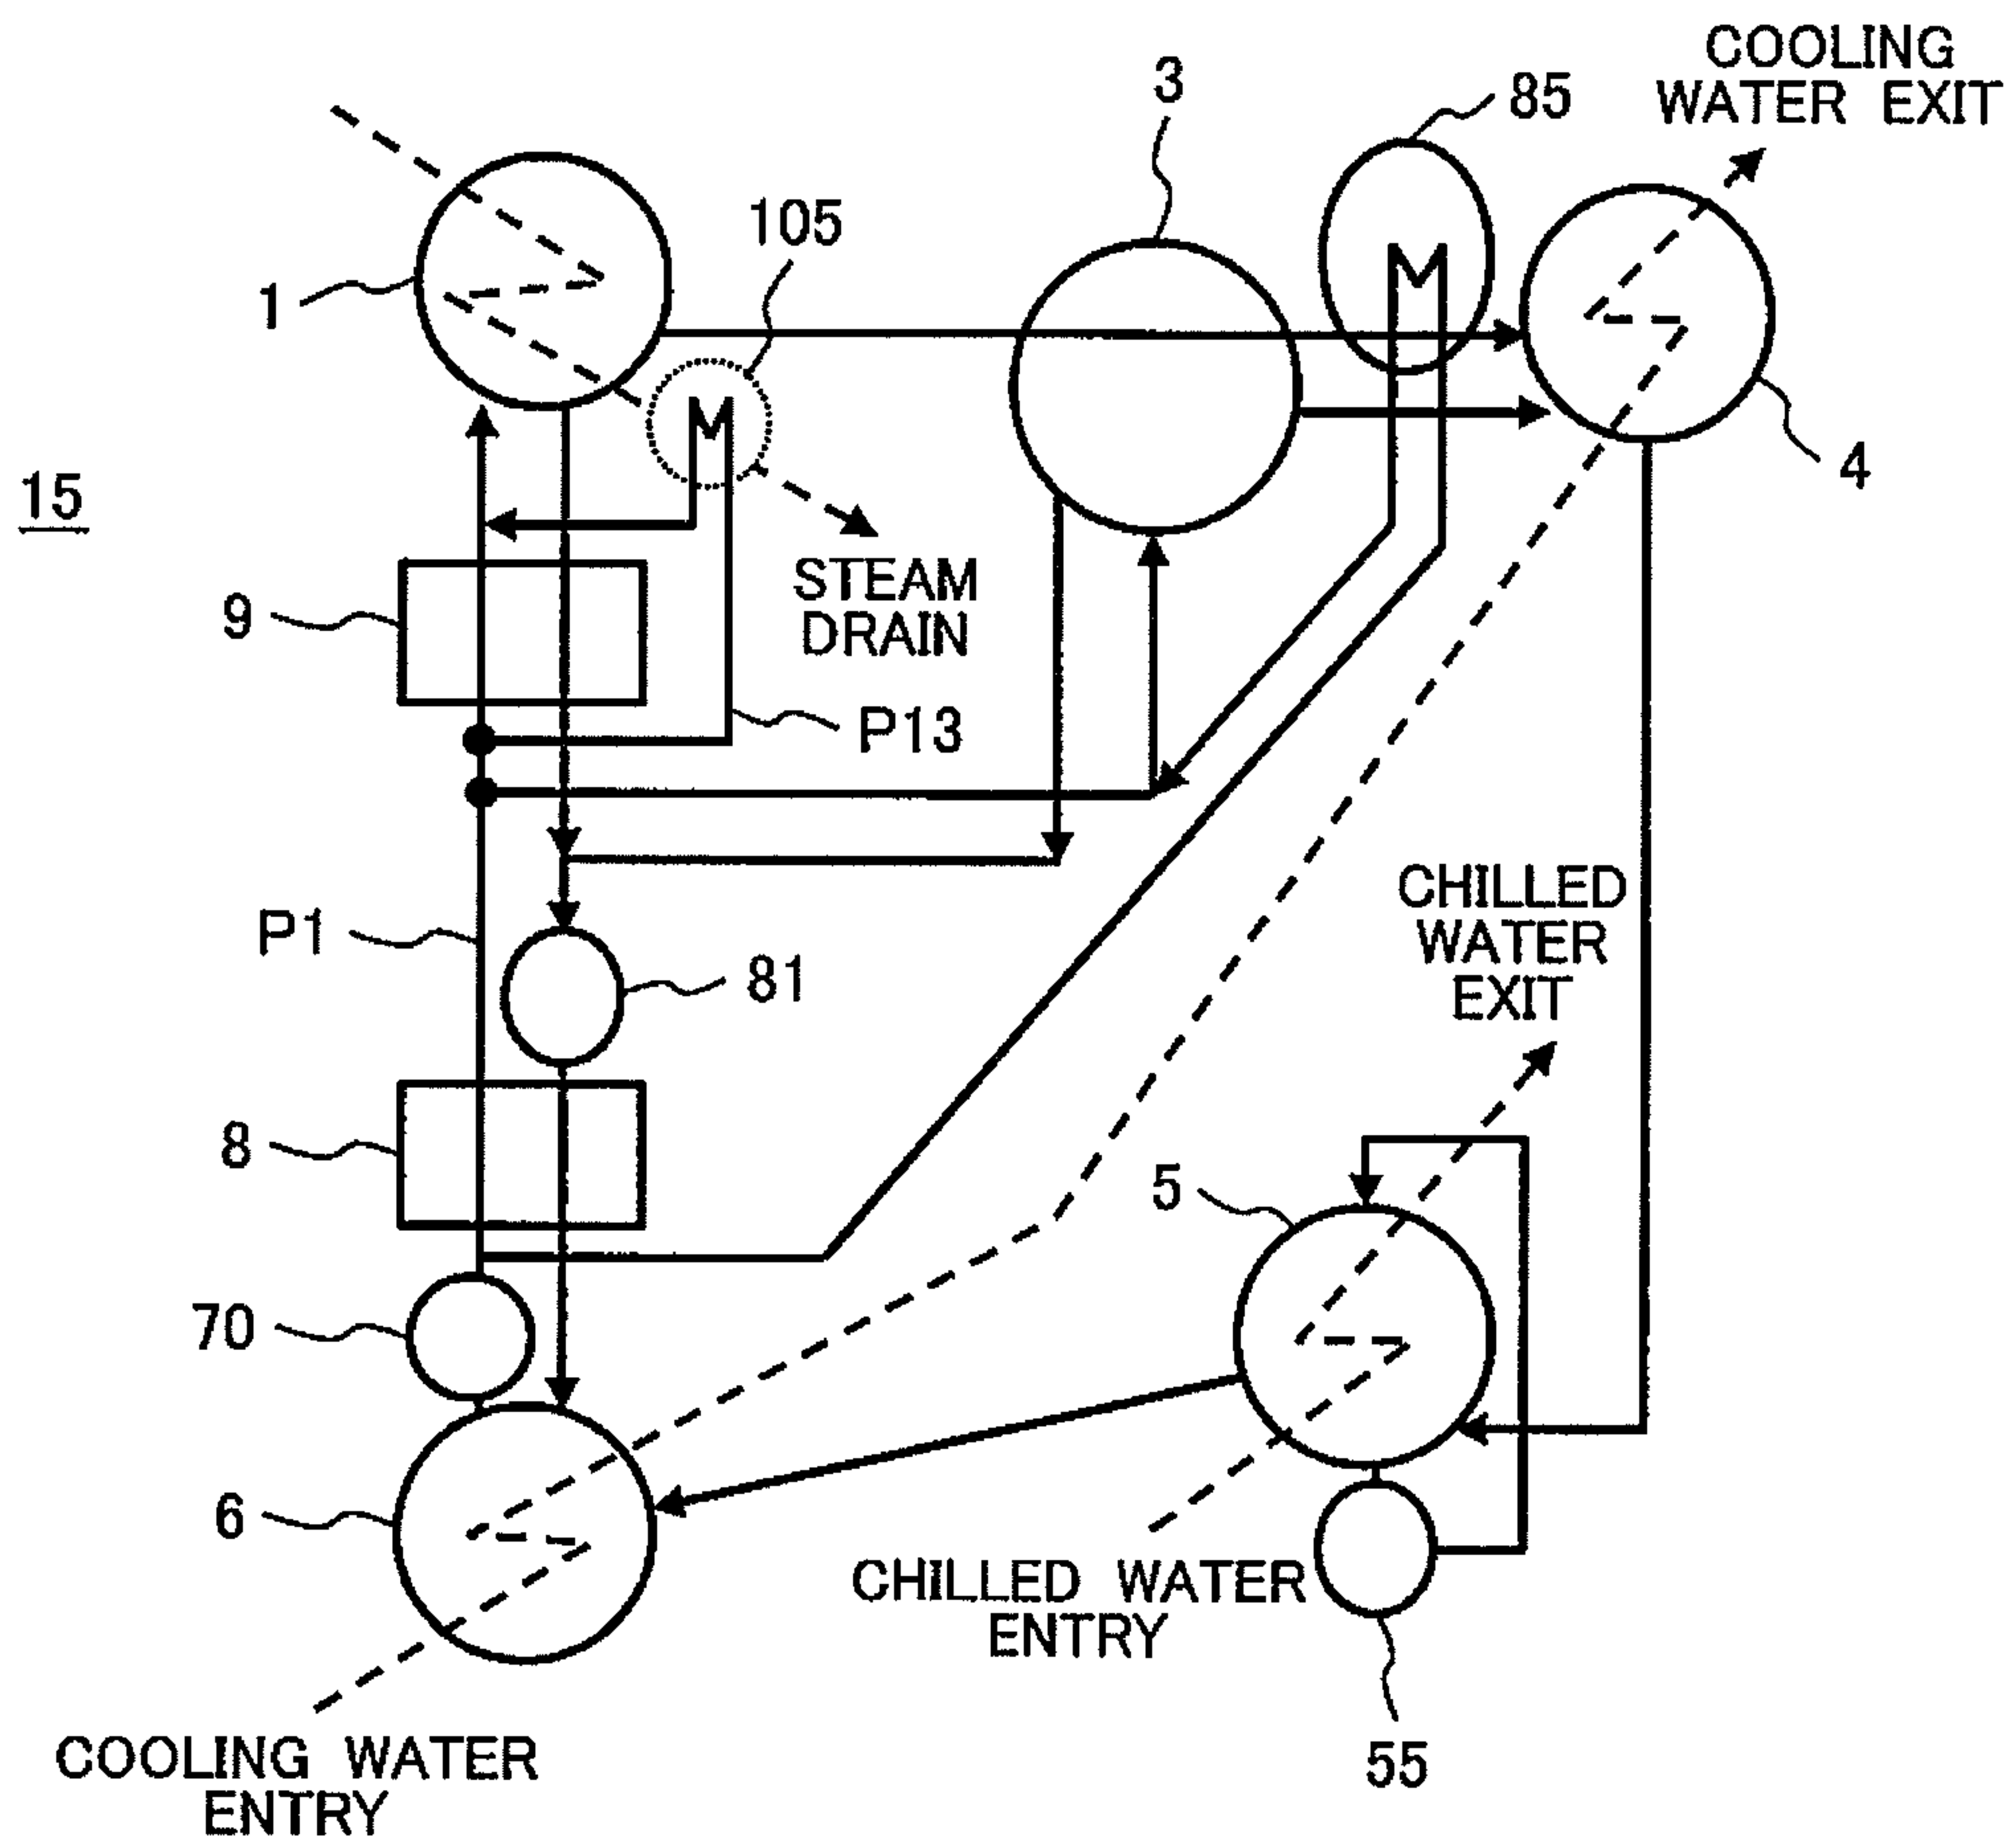 COOLING
WATER EXIT
3
85
105
1
4
15
STEAM
DRAIN
9
P13
CHILLED
WATER
EXIT
P1
81
8
5
70
6
CHILLED WATER
ENTRY
COOLING WATER
ENTRY
55